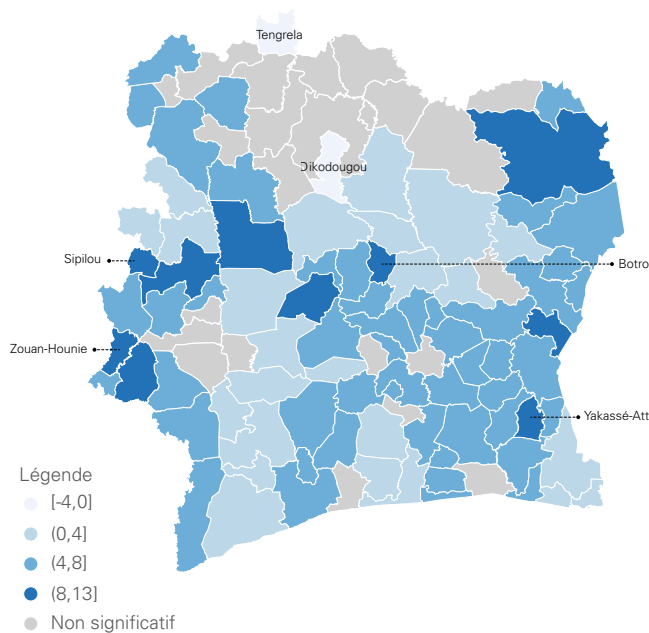 Tengrela
Dikodougou
Sipilou
Botro
Zouan-Hounie
Yakassé-Att
Légende
[-4,0]
(0,4]
(4,8]
(8,13]
Non significatif